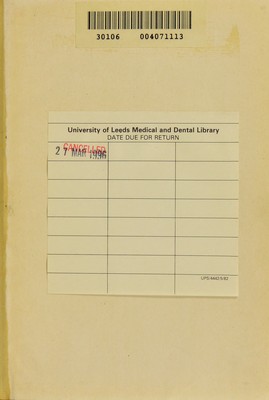 30106 004071113
University of Leeds Medical and Dental Library
DATE DUE FOR RETURN
CANCELLED
27 MAR 1996